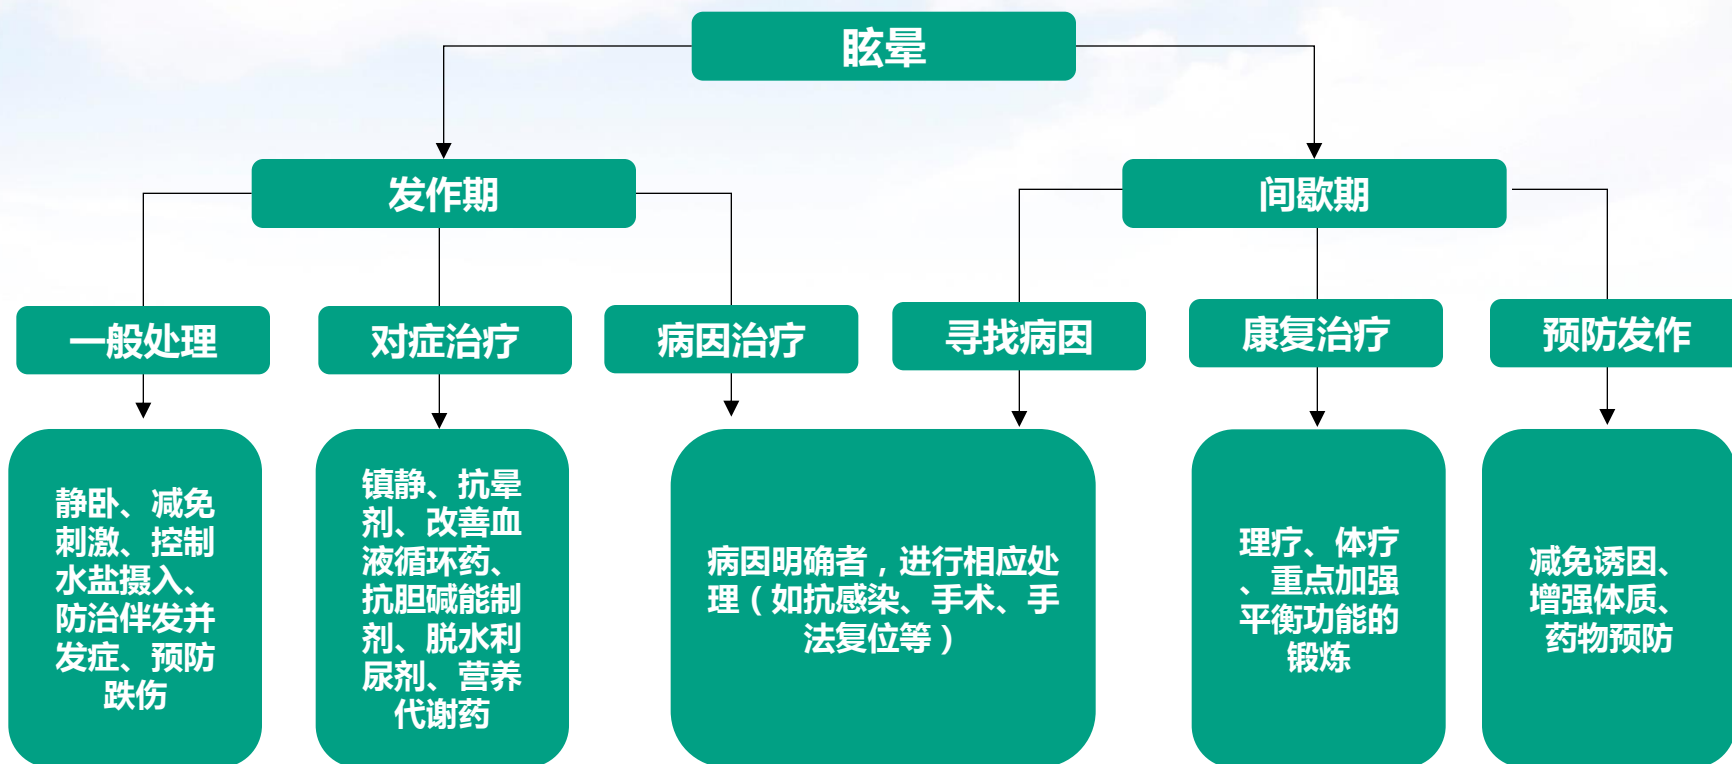 眩晕
发作期
间歇期
一般处理
对症治疗
病因治疗
寻找病因
康复治疗
预防发作
静卧、减免
刺激、控制
水盐摄入、
防治伴发并
发症、预防
跌伤
镇静、抗晕
剂、改善血
液循环药、
抗胆碱能制
剂、脱水利
尿剂、营养
代谢药
病因明确者，进行相应处
理（如抗感染、手术、手
法复位等）
理疗、体疗
、重点加强
平衡功能的
锻炼
减免诱因、
增强体质、
药物预防